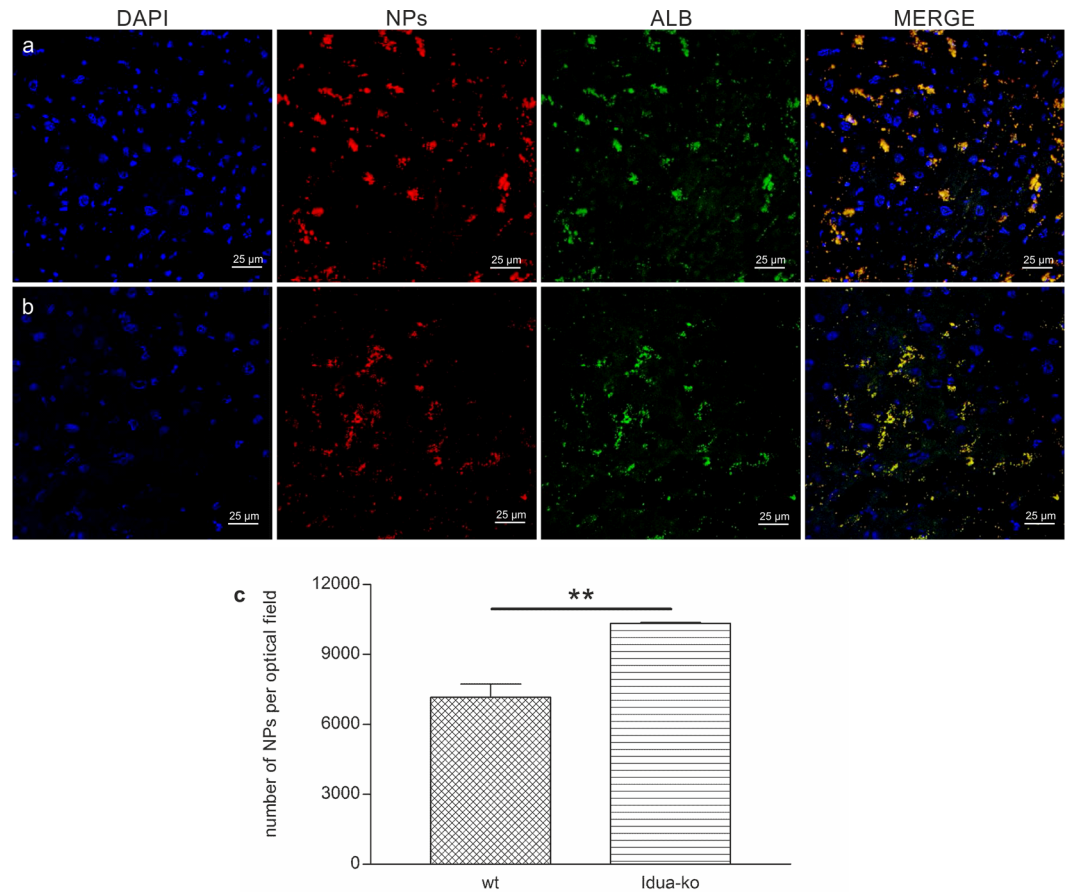 DAPI NPs ALB MERGE
a
25 µm 25 µm 25 µm 25 µm
b
25 µm 25 µm 25 µm 25 µm
c
number of NPs per optical field
12000
9000
6000
3000
0
**
wt Idua-ko